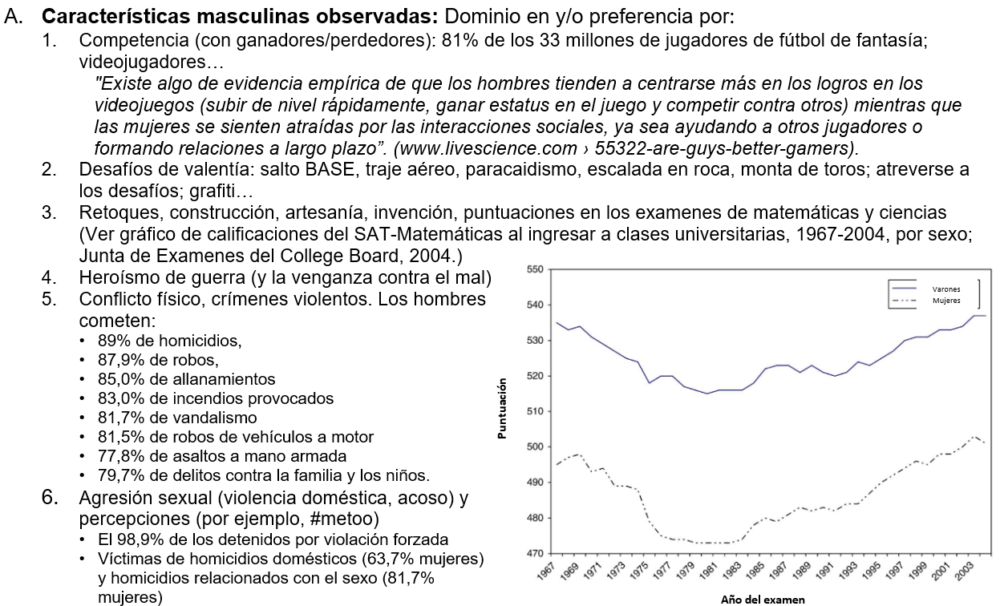 A. Características masculinas observadas: Dominio en y/o preferencia por:
1. Competencia (con ganadores/perdedores): 81% de los 33 millones de jugadores de fútbol de fantasía;
videojugadores…
"Existe algo de evidencia empírica de que los hombres tienden a centrarse más en los logros en los
videojuegos (subir de nivel rápidamente, ganar estatus en el juego y competir contra otros) mientras que
las mujeres se sienten atraídas por las interacciones sociales, ya sea ayudando a otros jugadores o
formando relaciones a largo plazo”. (www.livescience.com › 55322-are-guys-better-gamers).
2. Desafíos de valentía: salto BASE, traje aéreo, paracaidismo, escalada en roca, monta de toros; atreverse a
los desafíos; grafiti…
3. Retoques, construcción, artesanía, invención, puntuaciones en los examenes de matemáticas y ciencias
(Ver gráfico de calificaciones del SAT-Matemáticas al ingresar a clases universitarias, 1967-2004, por sexo;
Junta de Examenes del College Board, 2004.)
4. Heroísmo de guerra (y la venganza contra el mal)
5. Conflicto físico, crímenes violentos. Los hombres
cometen:
• 89% de homicidios,
• 87,9% de robos,
• 85,0% de allanamientos
• 83,0% de incendios provocados
• 81,7% de vandalismo
• 81,5% de robos de vehículos a motor
• 77,8% de asaltos a mano armada
• 79,7% de delitos contra la familia y los niños.
6. Agresión sexual (violencia doméstica, acoso) y
percepciones (por ejemplo, #metoo)
• El 98,9% de los detenidos por violación forzada
• Víctimas de homicidios domésticos (63,7% mujeres)
y homicidios relacionados con el sexo (81,7%
mujeres)
Varones
Mujeres
Puntuación
550
540
530
520
510
500
490
480
470
1967
1969
1971
1973
1975
1977
1979
1981
1983
1985
1987
1989
1991
1993
1995
1997
1999
2001
2003
Año del examen